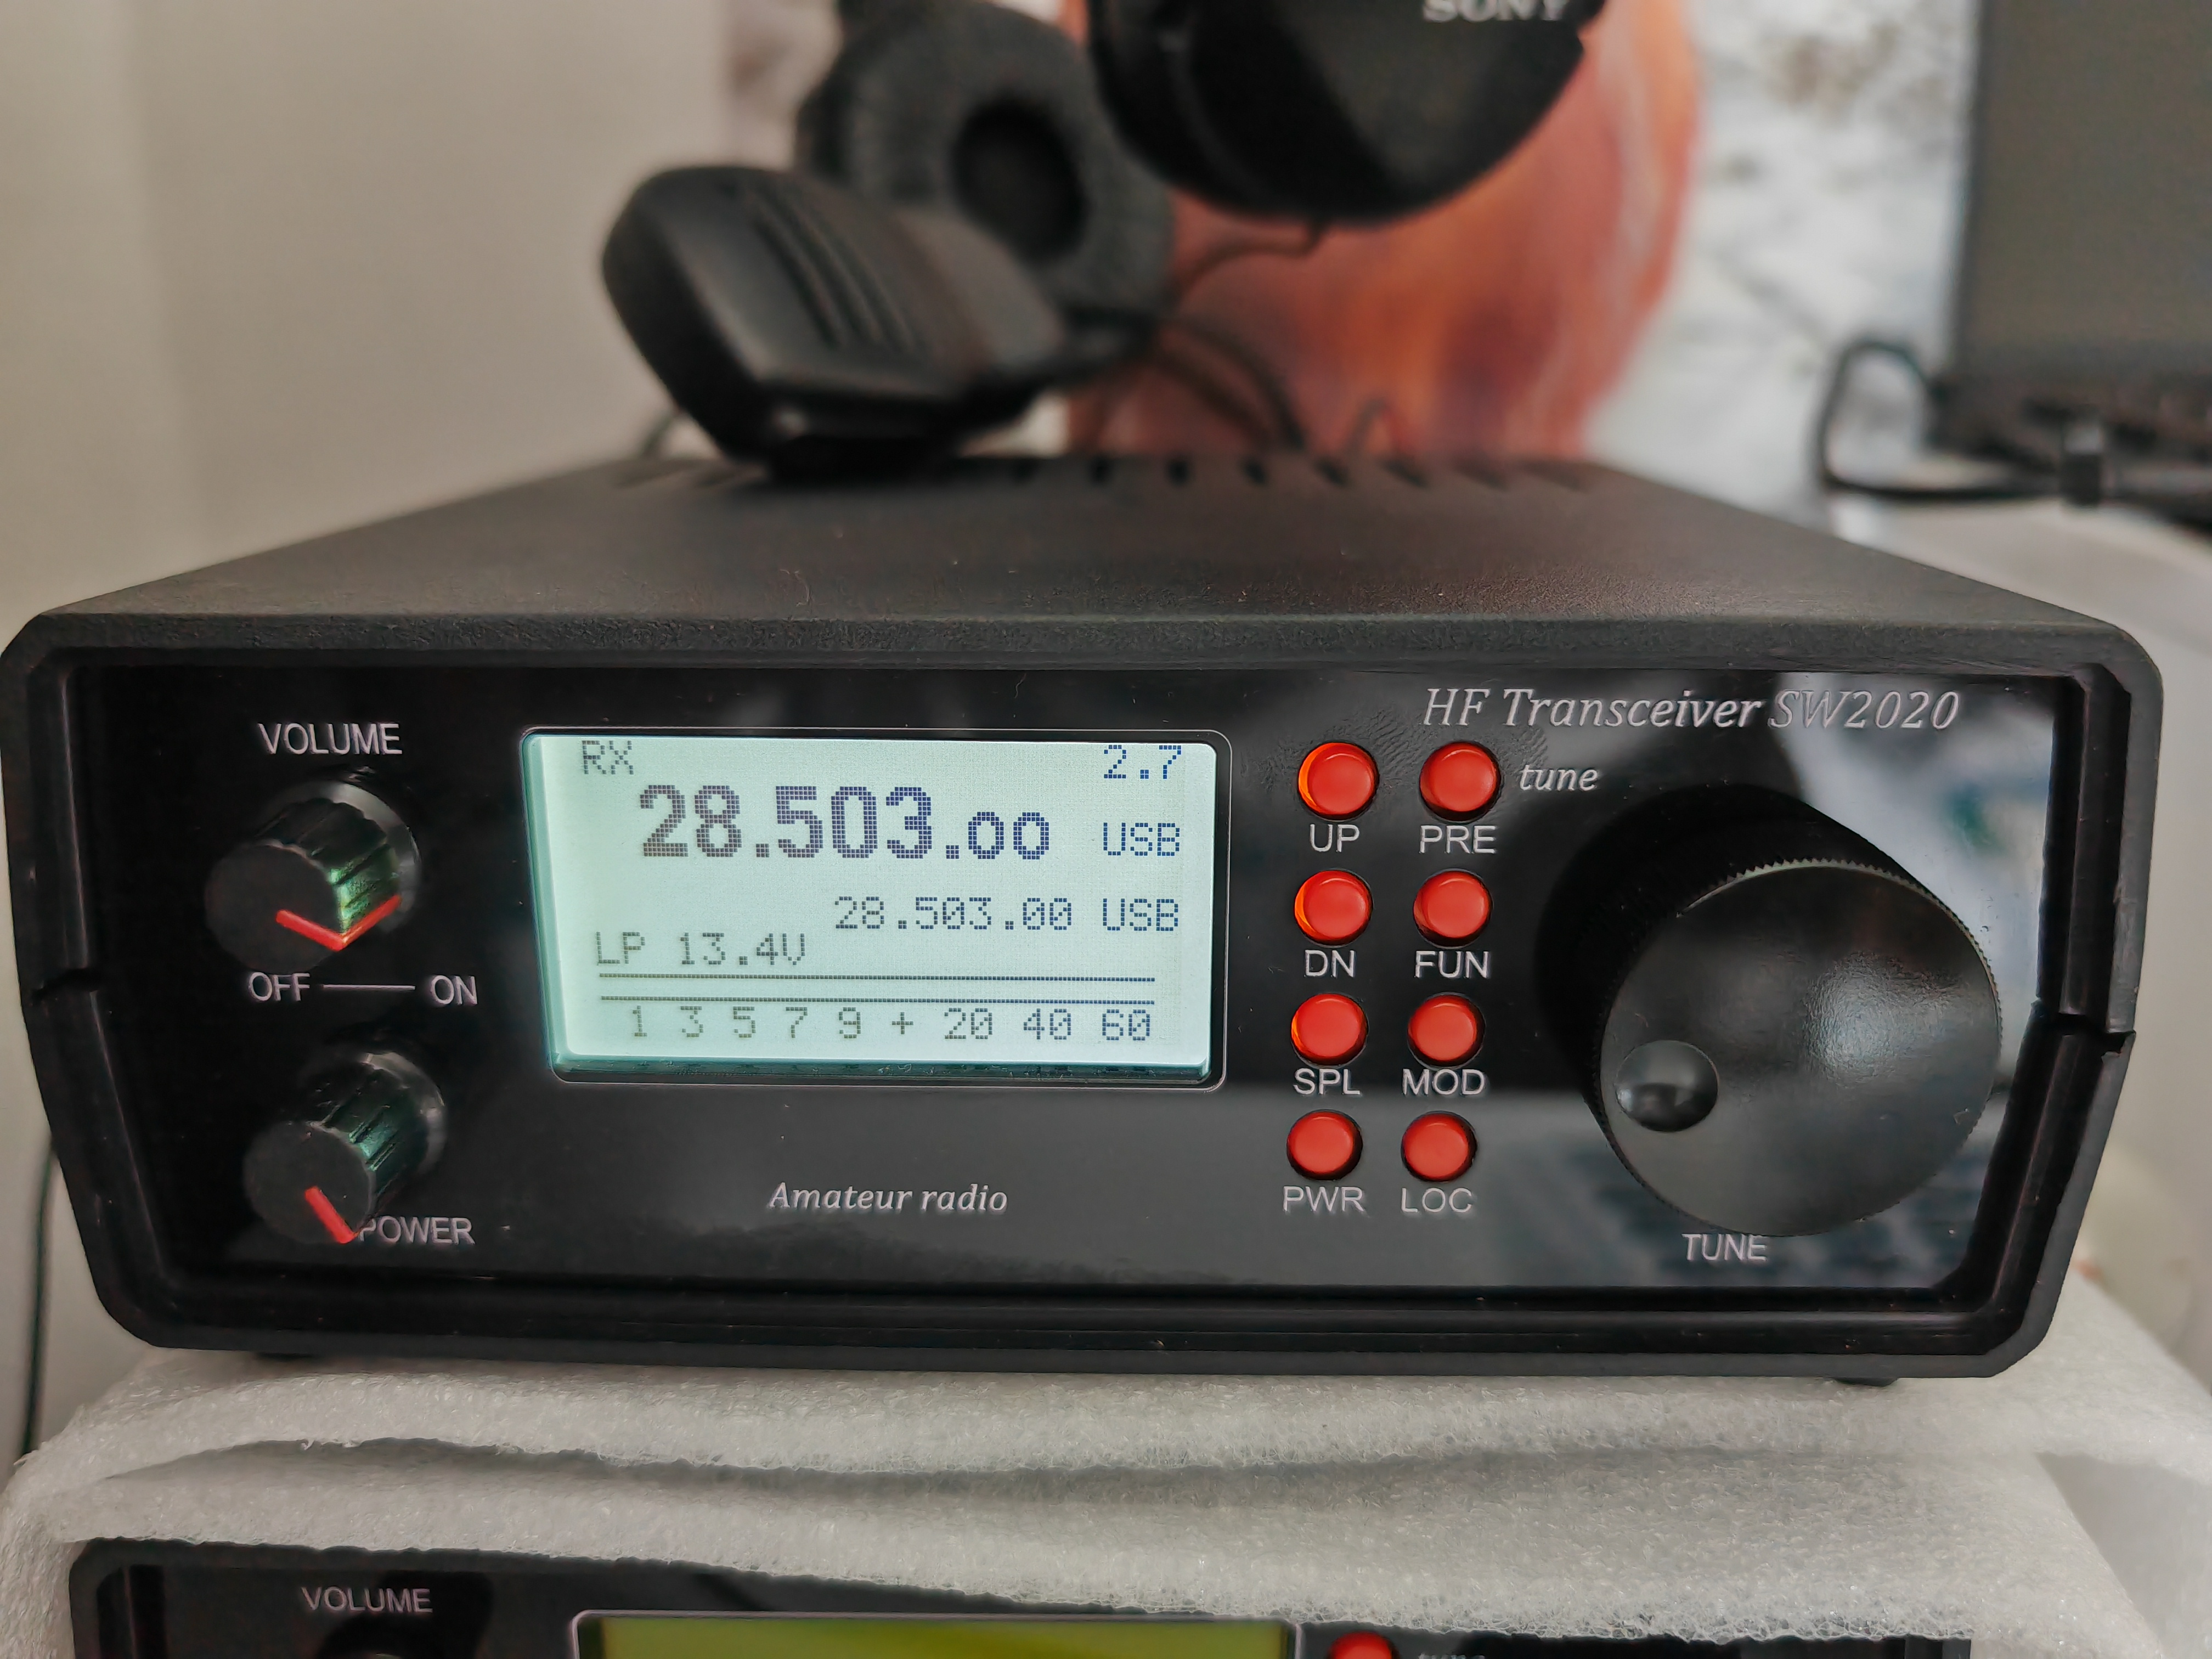 SONY
HF Transceiver SW2020
VOLUME
OFF ON
POWER
RX 2.7
28.503.00 USB
28.503.00 USB
LP 13.4V
1 3 5 7 9 + 20 40 60
Amateur radio
UP PRE tune
DN FUN
SPL MOD
PWR LOC
TUNE
VOLUME
tune